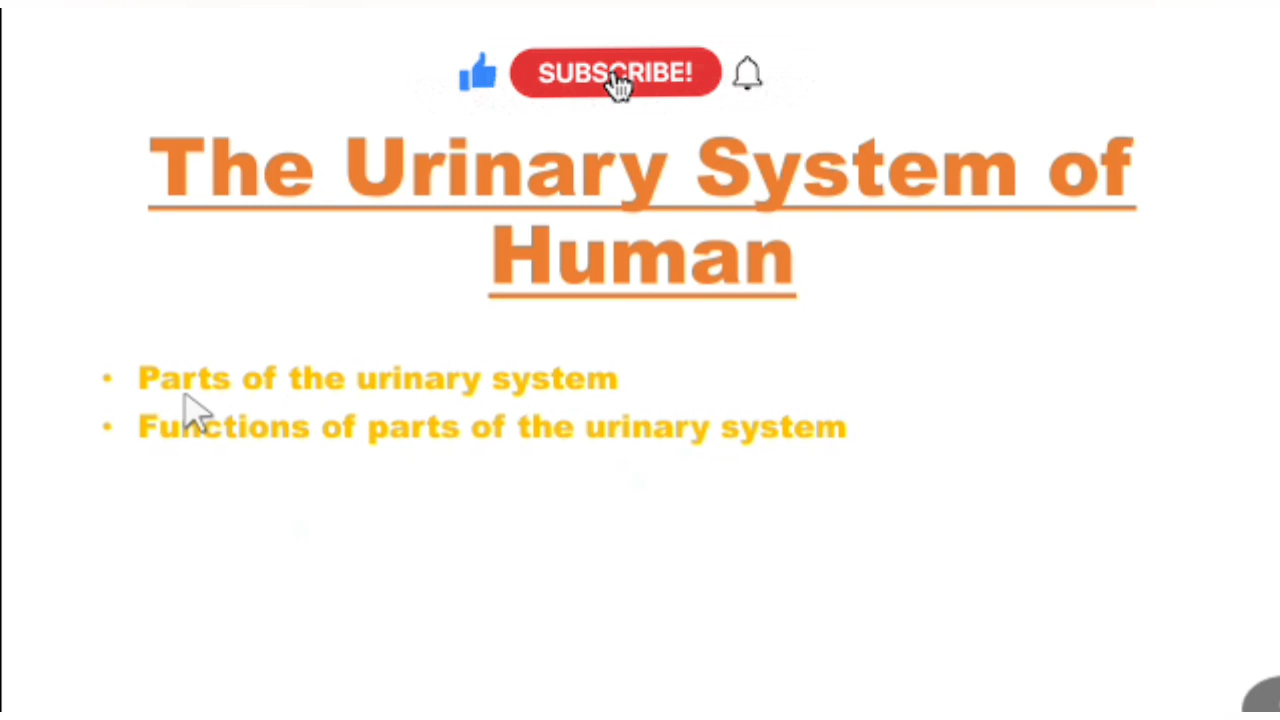 SUBSCRIBE!
The Urinary System of
Human
• Parts of the urinary system
• Functions of parts of the urinary system